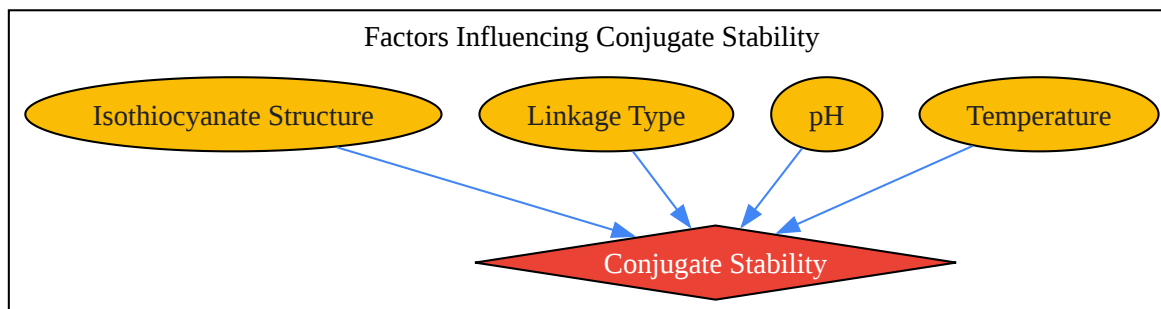 Factors Influencing Conjugate Stability
Isothiocyanate Structure
Linkage Type
pH
Temperature
Conjugate Stability